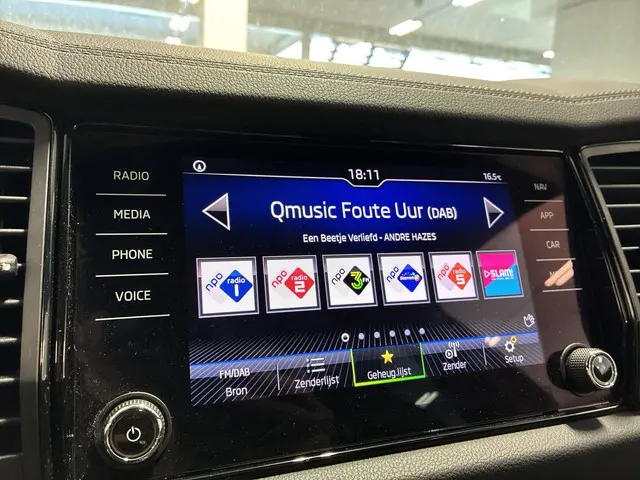 RADIO
MEDIA
PHONE
VOICE
18:11
16.5°C
Qmusic Foute Uur (DAB)
Een Beetje Verliefd - ANDRE HAZES
npo radio 1
npo radio 2
npo 3FM
npo
npo radio 5
SLAM!
FM/DAB
Bron
Zenderlijst
Geheug.lijst
Zender
Setup
NAV
APP
CAR